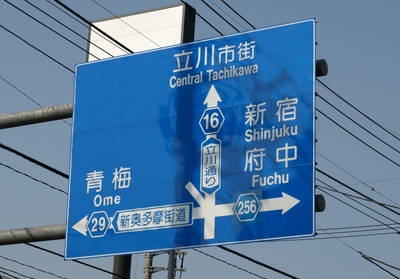 立川市街
Central Tachikawa
16
立川通り
新宿
Shinjuku
府中
Fuchu
青梅
Ome
29
新奥多摩街道
256